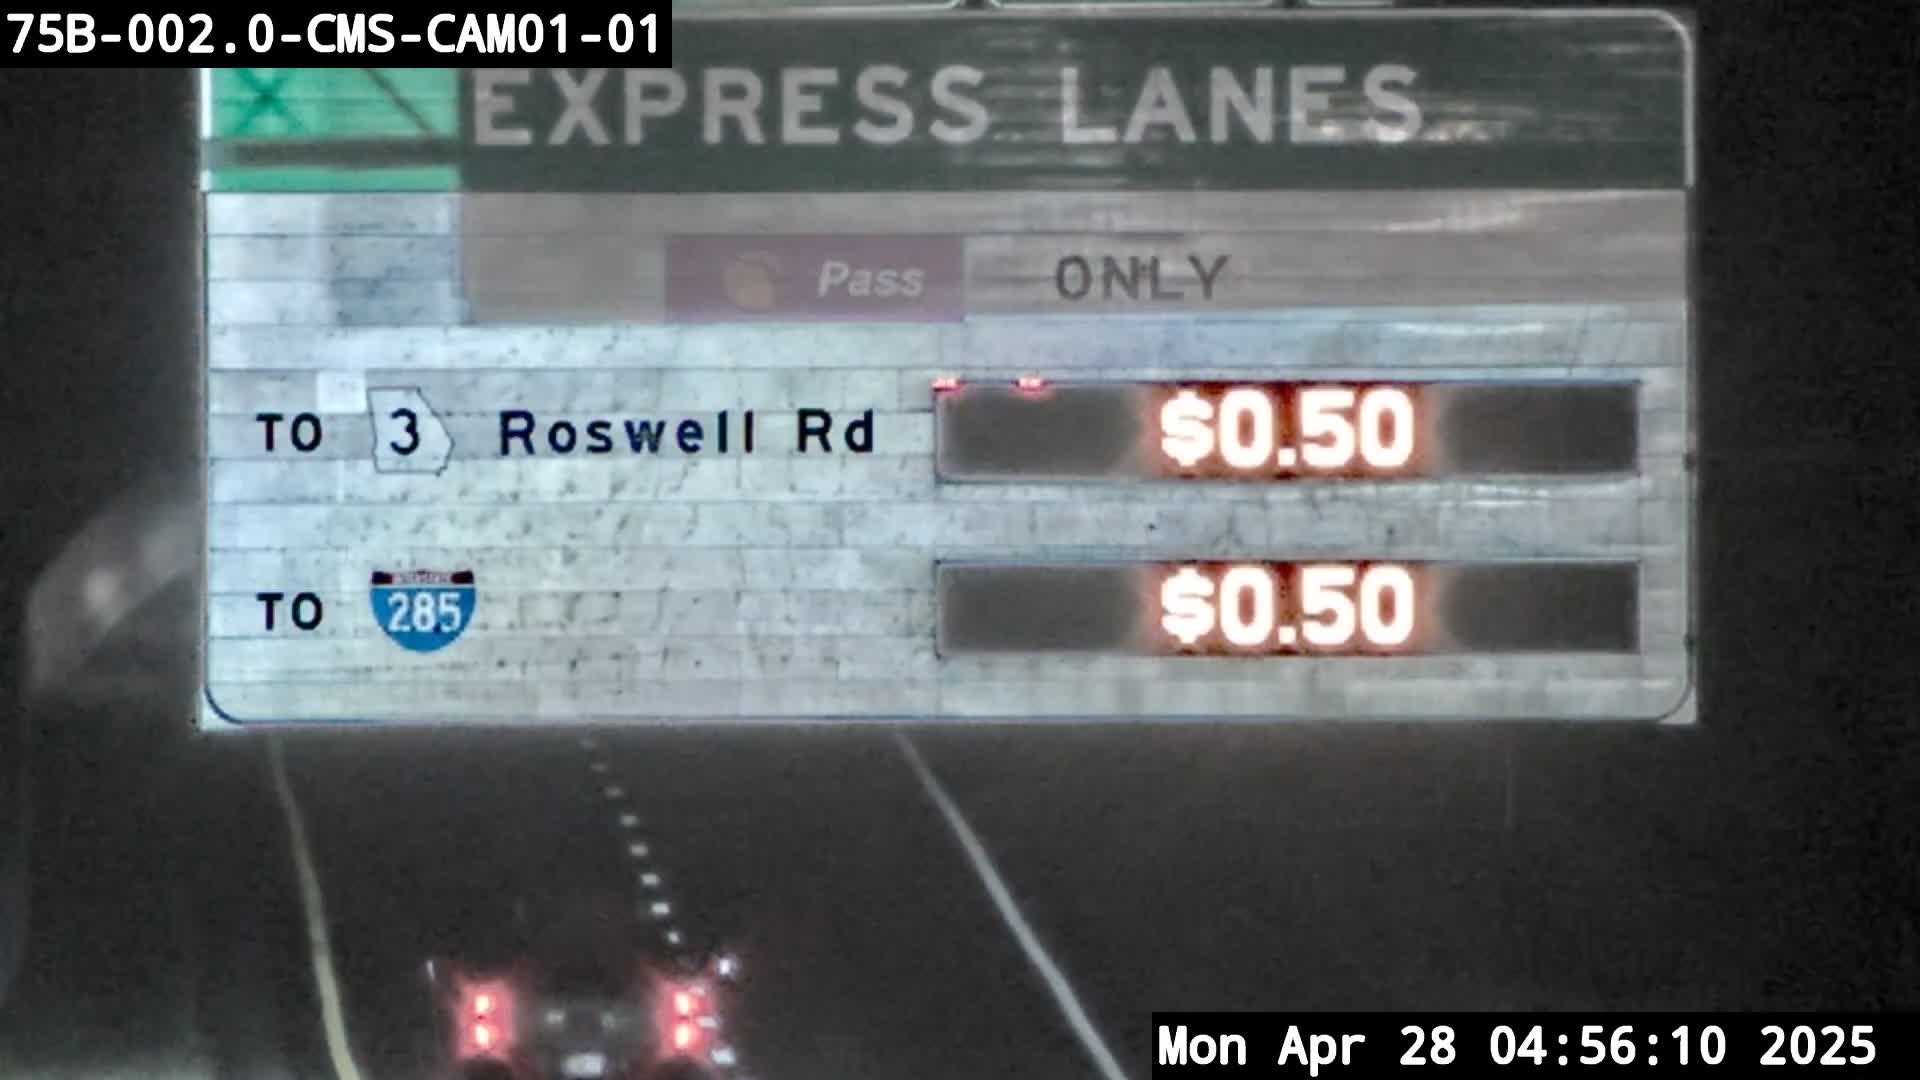 75B-002.0-CMS-CAM01-01
EXPRESS LANES
Pass ONLY
TO 3 Roswell Rd $0.50
TO 285 $0.50
Mon Apr 28 04:56:10 2025